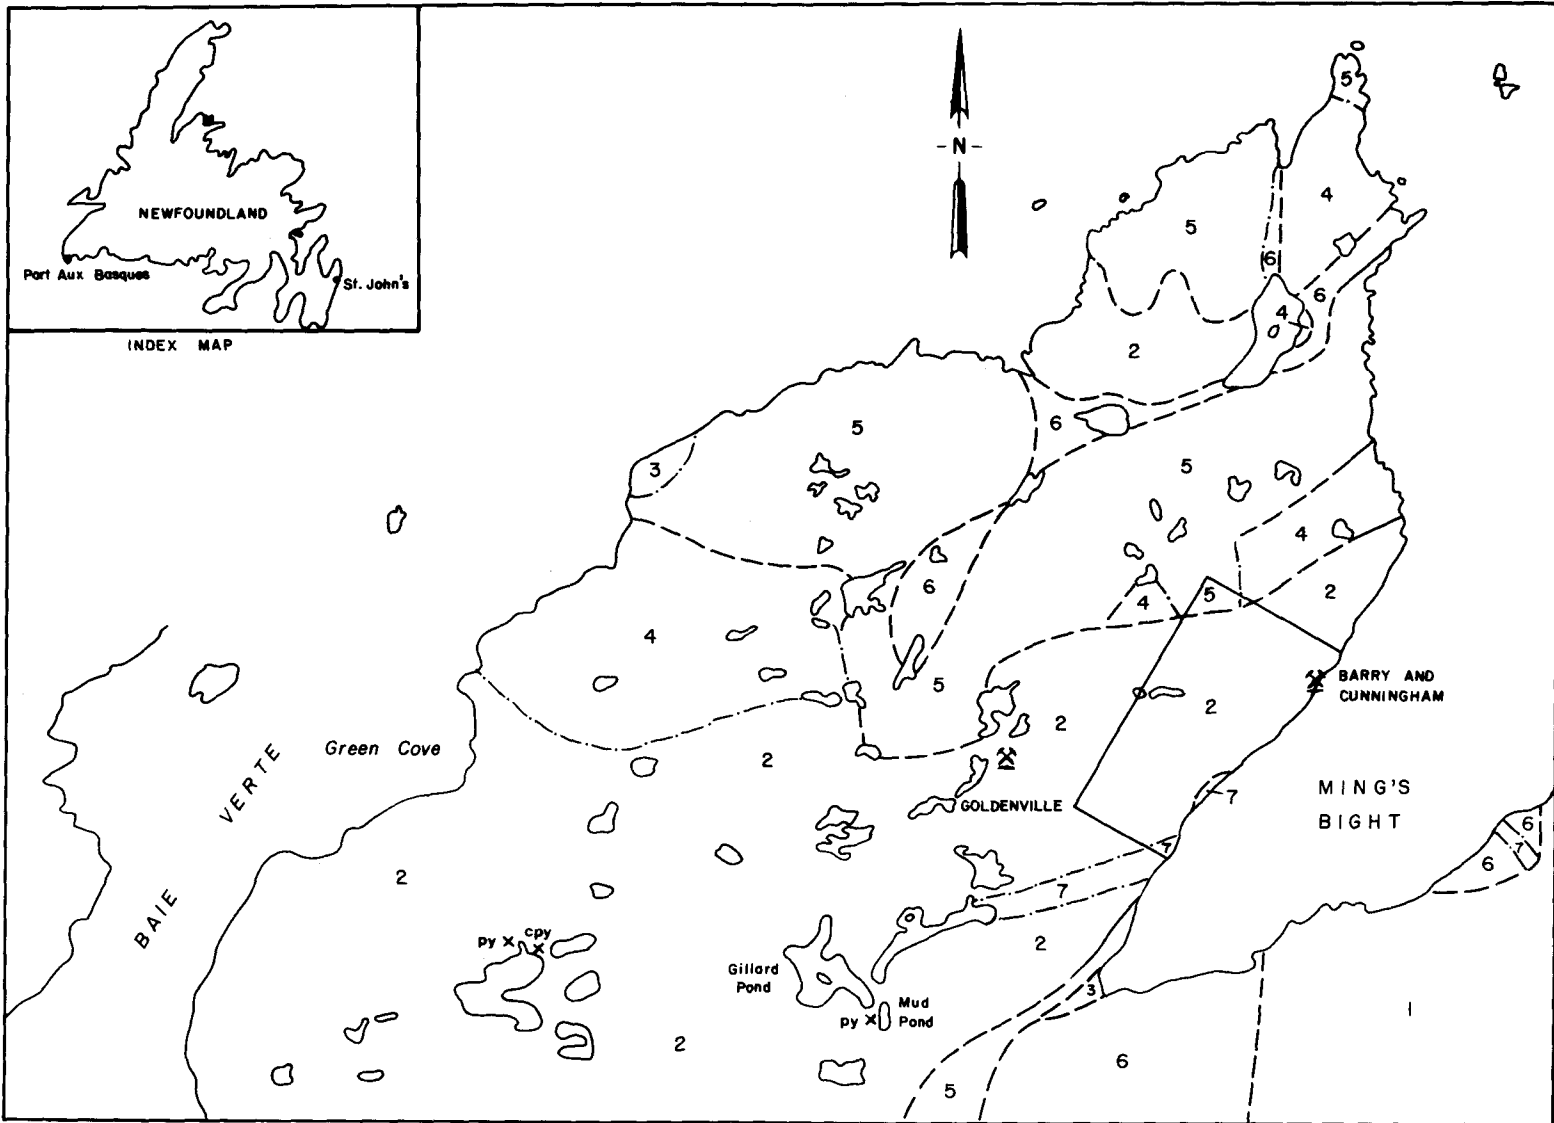 NEWFOUNDLAND
Port Aux Basques
St. John's
INDEX MAP
- N -
5
4
5
6
6
4
2
6
5
3
5
4
6
4
5
2
4
5
2
2
BARRY AND
CUNNINGHAM
Green Cove
2
GOLDENVILLE
7
MING'S
BIGHT
BAIE VERTE
2
7
7
6
7
6
py x
cpy
x
2
Gillard
Pond
Mud
Pond
py x
3
2
5
6
1